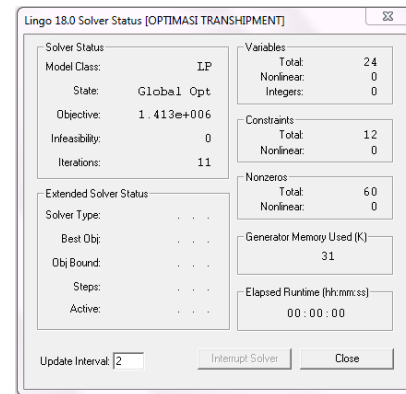 Lingo 18.0 Solver Status [OPTIMASI TRANSHIPMENT]
Solver Status
Model Class: LP
State: Global Opt
Objective: 1.413e+006
Infeasibility: 0
Iterations: 11
Extended Solver Status
Solver Type: . . .
Best Obj: . . .
Obj Bound: . . .
Steps: . . .
Active: . . .
Variables
Total: 24
Nonlinear: 0
Integers: 0
Constraints
Total: 12
Nonlinear: 0
Nonzeros
Total: 60
Nonlinear: 0
Generator Memory Used (K)
31
Elapsed Runtime (hh:mm:ss)
00:00:00
Update Interval: 2
Interrupt Solver
Close